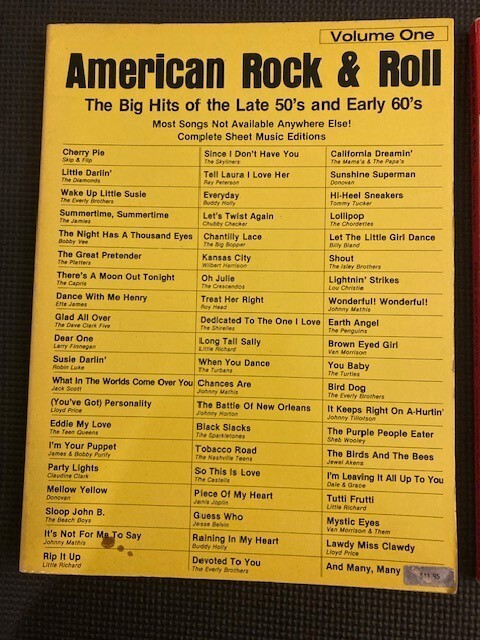 Volume One
American Rock & Roll
The Big Hits of the Late 50's and Early 60's
Most Songs Not Available Anywhere Else!
Complete Sheet Music Editions
Cherry Pie
Skip & Flip
Little Darlin'
The Diamonds
Wake Up Little Susie
The Everly Brothers
Summertime, Summertime
The Jamies
The Night Has A Thousand Eyes
Bobby Vee
The Great Pretender
The Platters
There's A Moon Out Tonight
The Capris
Dance With Me Henry
Etta James
Glad All Over
The Dave Clark Five
Dear One
Larry Finnegan
Susie Darlin'
Robin Luke
What In The Worlds Come Over You
Jack Scott
(You've Got) Personality
Lloyd Price
Eddie My Love
The Teen Queens
I'm Your Puppet
James & Bobby Purify
Party Lights
Claudine Clark
Mellow Yellow
Donovan
Sloop John B.
The Beach Boys
It's Not For Me To Say
Johnny Mathis
Rip It Up
Little Richard
Since I Don't Have You
The Skyliners
Tell Laura I Love Her
Ray Peterson
Everyday
Buddy Holly
Let's Twist Again
Chubby Checker
Chantilly Lace
The Big Bopper
Kansas City
Wilbert Harrison
Oh Julie
The Crescendos
Treat Her Right
Roy Head
Dedicated To The One I Love
The Shirelles
Long Tall Sally
Little Richard
When You Dance
The Turbans
Chances Are
Johnny Mathis
The Battle Of New Orleans
Johnny Horton
Black Slacks
The Sparkletones
Tobacco Road
The Nashville Teens
So This Is Love
The Castells
Piece Of My Heart
Janis Joplin
Guess Who
Jesse Belvin
Raining In My Heart
Buddy Holly
Devoted To You
The Everly Brothers
California Dreamin'
The Mama's & The Papa's
Sunshine Superman
Donovan
Hi-Heel Sneakers
Tommy Tucker
Lollipop
The Chordettes
Let The Little Girl Dance
Billy Bland
Shout
The Isley Brothers
Lightnin' Strikes
Lou Christie
Wonderful! Wonderful!
Johnny Mathis
Earth Angel
The Penguins
Brown Eyed Girl
Van Morrison
You Baby
The Turtles
Bird Dog
The Everly Brothers
It Keeps Right On A-Hurtin'
Johnny Tillotson
The Purple People Eater
Sheb Wooley
The Birds And The Bees
Jewel Akens
I'm Leaving It All Up To You
Dale & Grace
Tutti Frutti
Little Richard
Mystic Eyes
Van Morrison & Them
Lawdy Miss Clawdy
Lloyd Price
And Many, Many